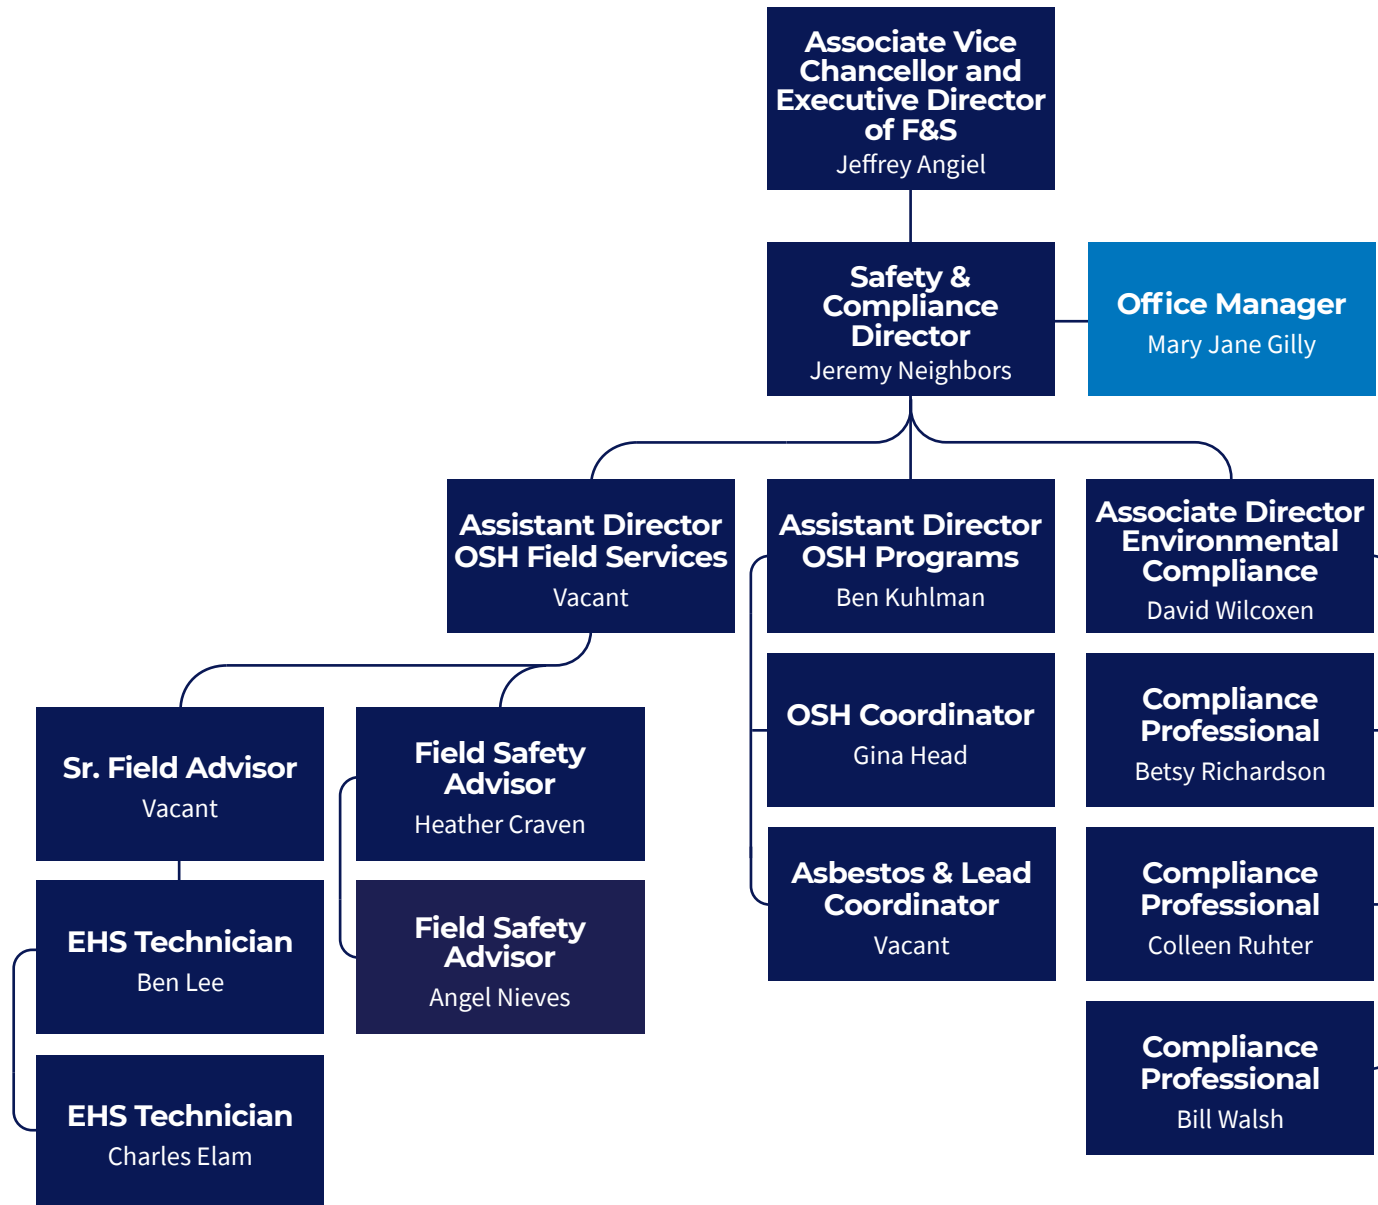 Associate Vice
Chancellor and
Executive Director
of F&S
Jeffrey Angiel
Safety &
Compliance
Director
Jeremy Neighbors
Office Manager
Mary Jane Gilly
Assistant Director
OSH Field Services
Vacant
Assistant Director
OSH Programs
Ben Kuhlman
Associate Director
Environmental
Compliance
David Wilcoxen
Sr. Field Advisor
Vacant
Field Safety
Advisor
Heather Craven
OSH Coordinator
Gina Head
Compliance
Professional
Betsy Richardson
EHS Technician
Ben Lee
Field Safety
Advisor
Angel Nieves
Asbestos & Lead
Coordinator
Vacant
Compliance
Professional
Colleen Ruhter
EHS Technician
Charles Elam
Compliance
Professional
Bill Walsh